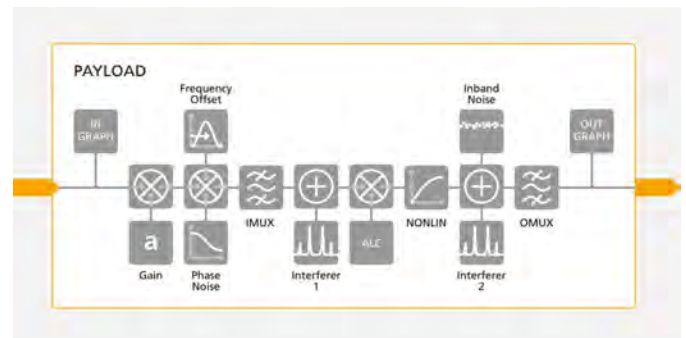 PAYLOAD
Frequency
Offset
Inband
Noise
IN
GRAPH
OUT
GRAPH
IMUX
NONLIN
OMUX
a
ALC
Gain
Phase
Noise
Interferer
1
Interferer
2